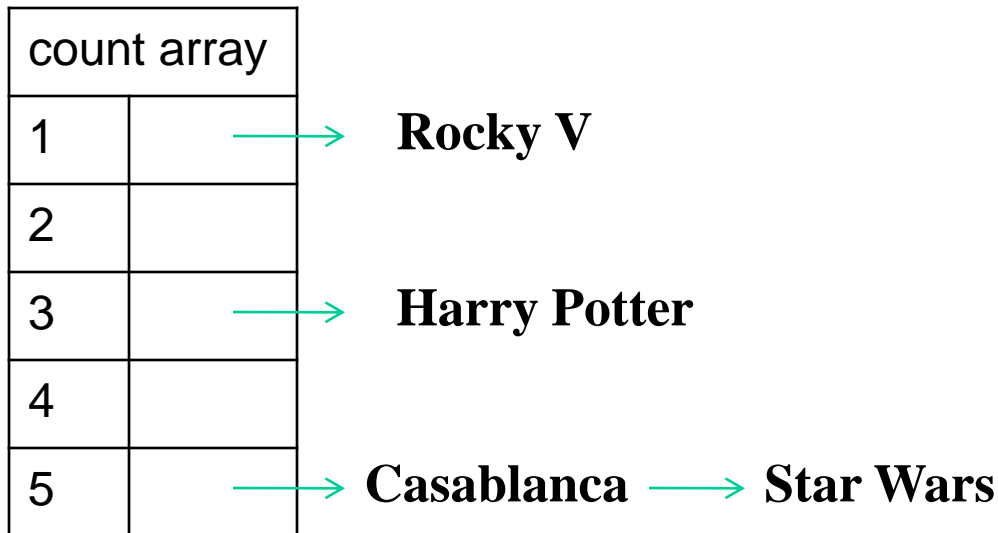 count array
1 Rocky V
2
3 Harry Potter
4
5 Casablanca Star Wars